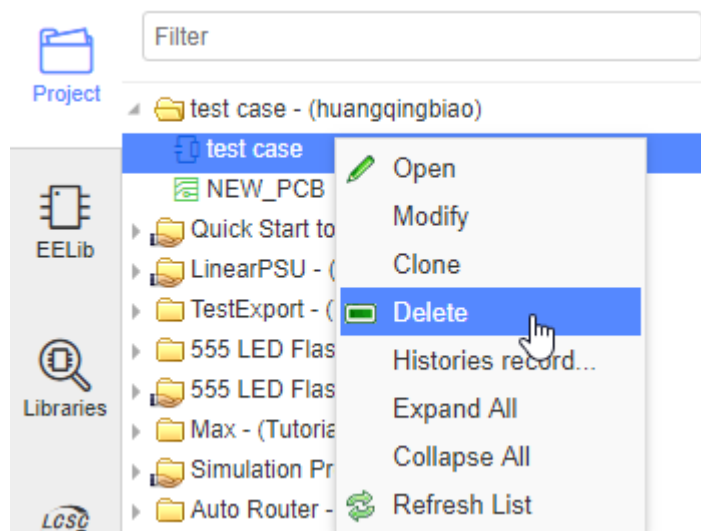 Filter
Project
test case - (huangqingbiao)
test case
NEW_PCB
Quick Start to
LinearPSU - (
TestExport - (
555 LED Flas
555 LED Flas
Max - (Tutoria
Simulation Pr
Auto Router -
EELib
Libraries
LCSC
Open
Modify
Clone
Delete
Histories record...
Expand All
Collapse All
Refresh List